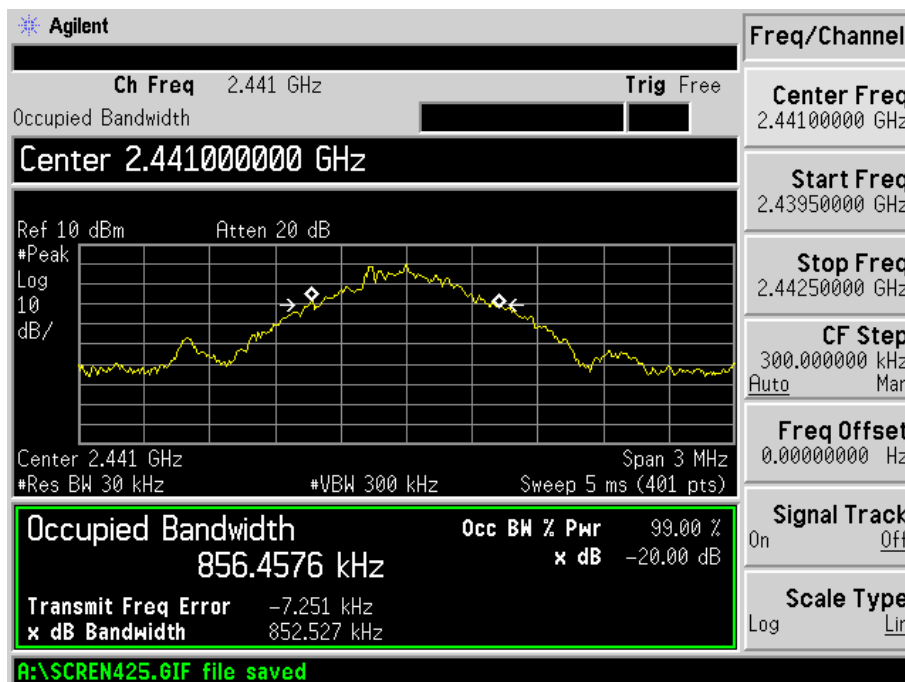 Agilent
Ch Freq 2.441 GHz Trig Free
Occupied Bandwidth
Center 2.441000000 GHz
Ref 10 dBm Atten 20 dB
#Peak
Log
10
dB/
Center 2.441 GHz Span 3 MHz
#Res BW 30 kHz #VBW 300 kHz Sweep 5 ms (401 pts)
Occupied Bandwidth
856.4576 kHz
Occ BW % Pwr 99.00 %
x dB -20.00 dB
Transmit Freq Error -7.251 kHz
x dB Bandwidth 852.527 kHz
A:\SCREN425.GIF file saved
Freq/Channel
Center Freq
2.44100000 GHz
Start Freq
2.43950000 GHz
Stop Freq
2.44250000 GHz
CF Step
300.000000 kHz
Auto Man
Freq Offset
0.00000000 Hz
Signal Track
On Off
Scale Type
Log Lin